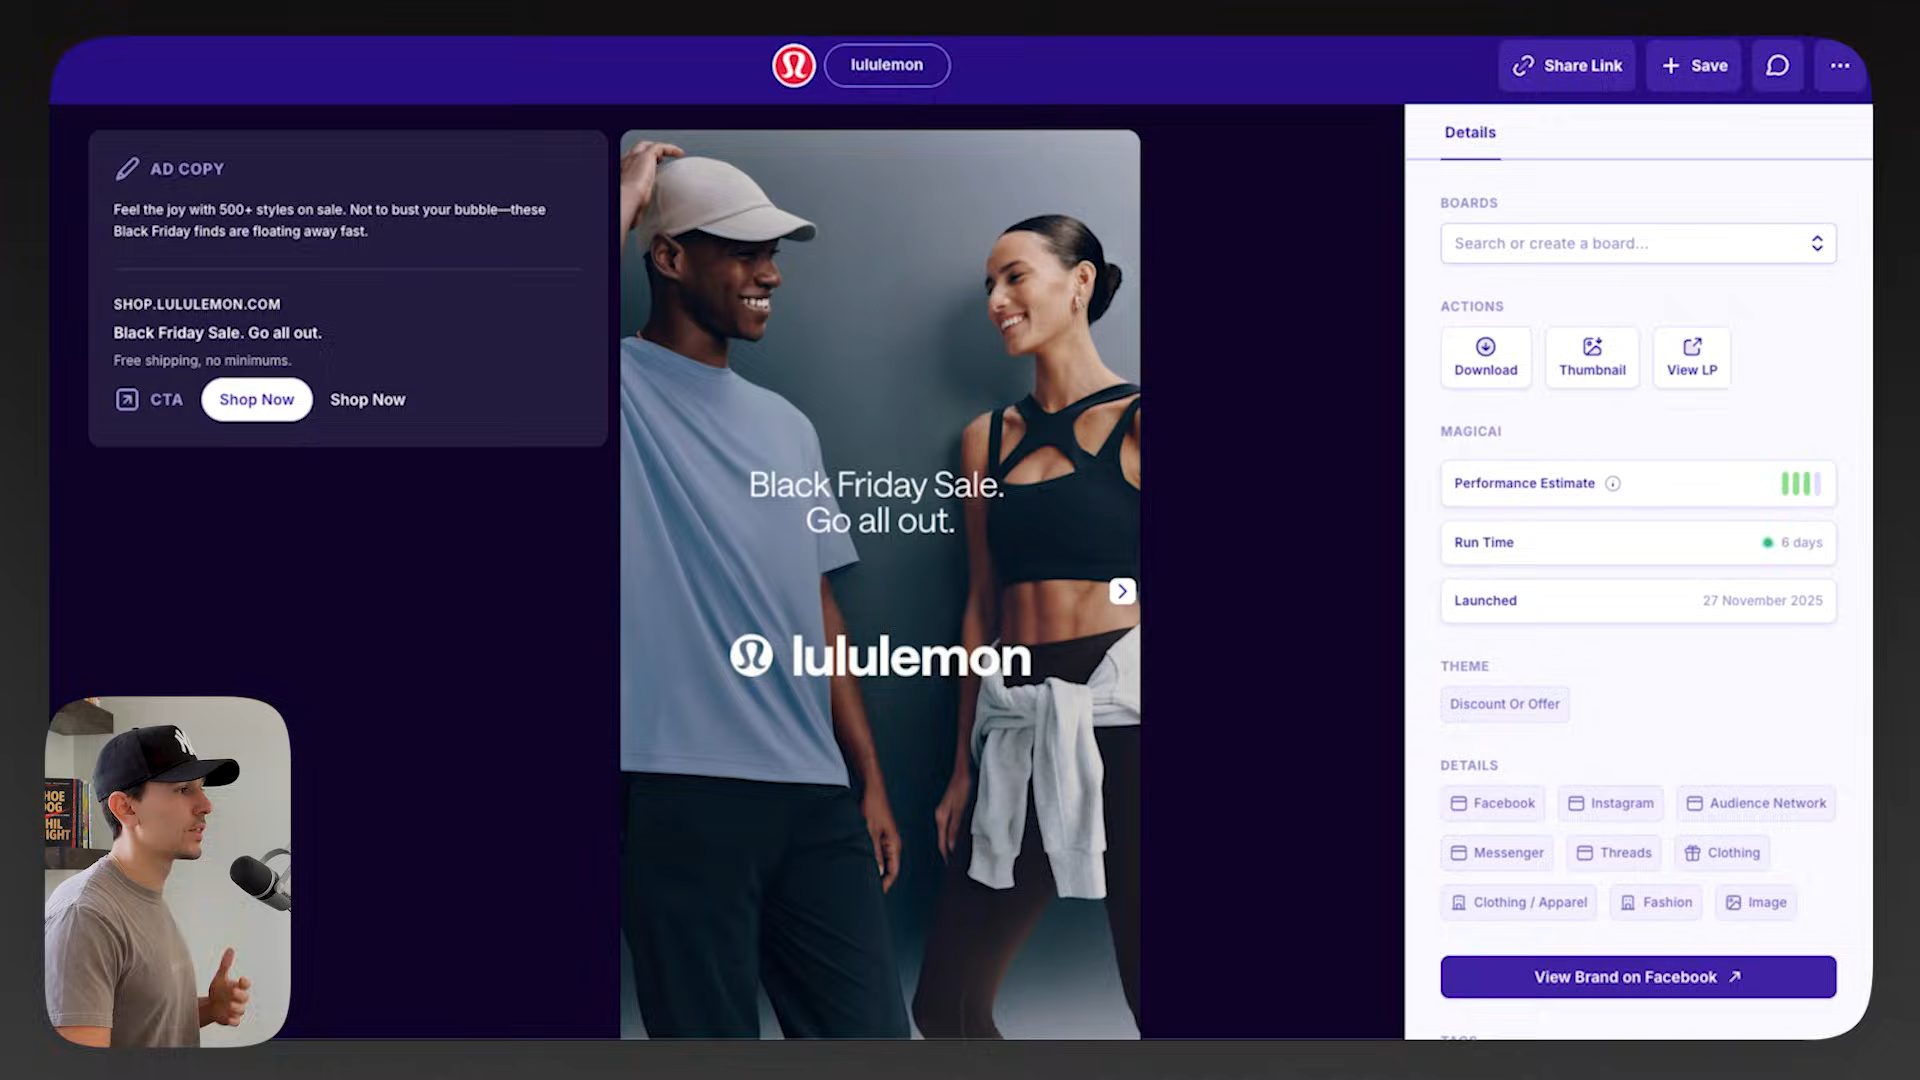 lululemon
Share Link
Save
AD COPY
Feel the joy with 500+ styles on sale. Not to bust your bubble—these
Black Friday finds are floating away fast.
SHOP.LULULEMON.COM
Black Friday Sale. Go all out.
Free shipping, no minimums.
CTA
Shop Now
Shop Now
Black Friday Sale.
Go all out.
lululemon
Details
BOARDS
Search or create a board...
ACTIONS
Download
Thumbnail
View LP
MAGICAI
Performance Estimate
Run Time
6 days
Launched
27 November 2025
THEME
Discount Or Offer
DETAILS
Facebook
Instagram
Audience Network
Messenger
Threads
Clothing
Clothing / Apparel
Fashion
Image
View Brand on Facebook
HOE
DOG
HIL
IGHT